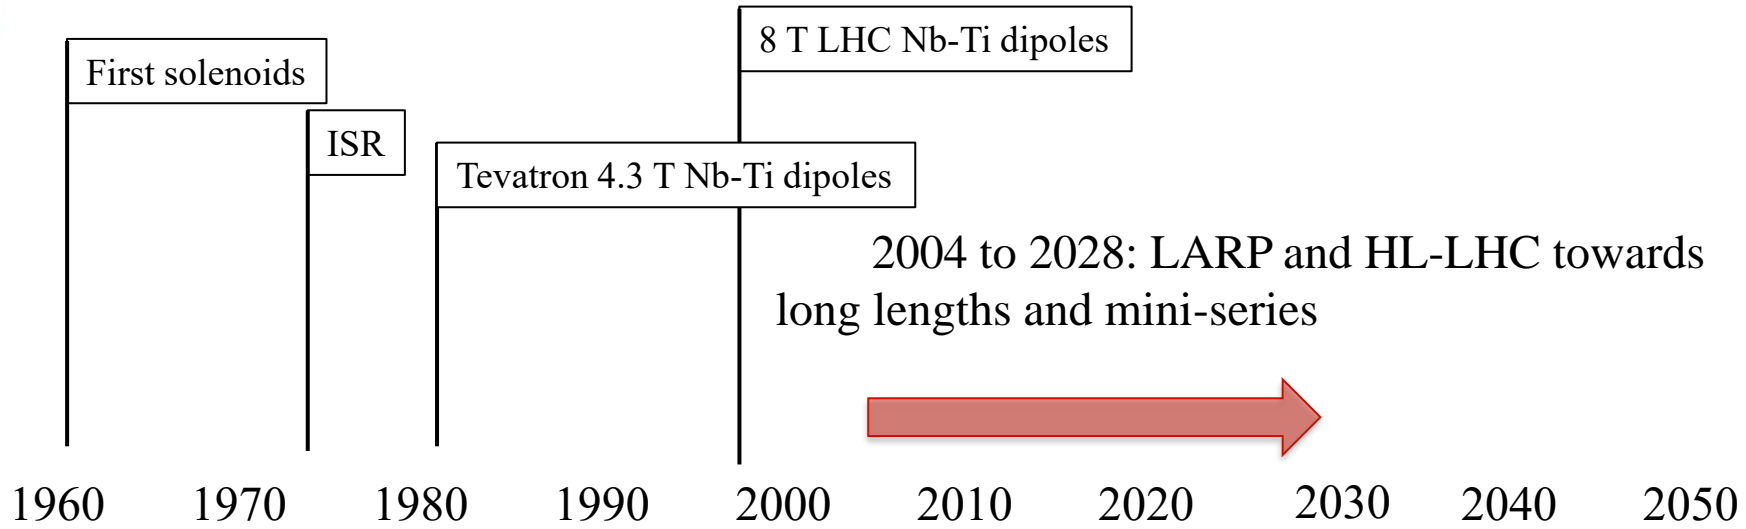 First solenoids
8 T LHC Nb-Ti dipoles
ISR
Tevatron 4.3 T Nb-Ti dipoles
2004 to 2028: LARP and HL-LHC towards
long lengths and mini-series
1960 1970 1980 1990 2000 2010 2020 2030 2040 2050